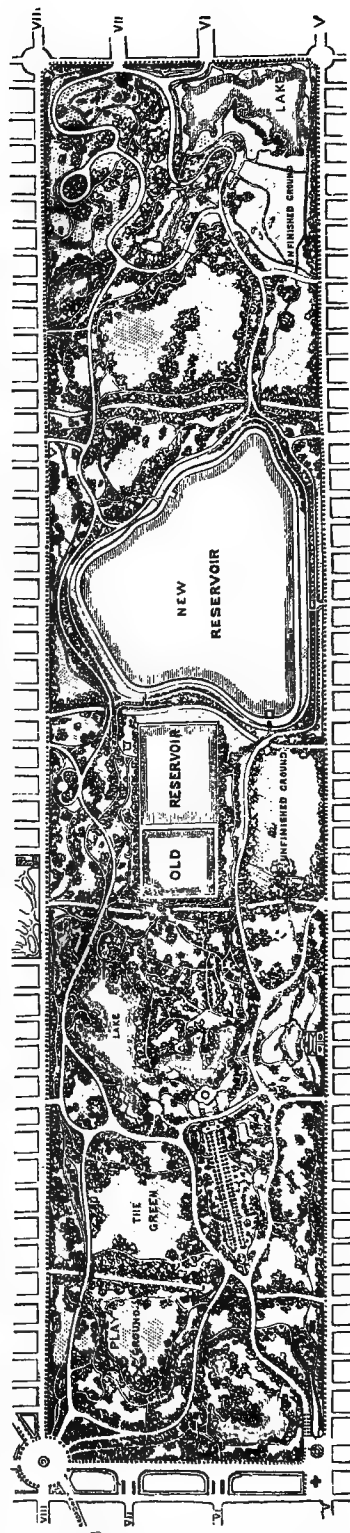 VIII
VII
VI
V
LAKE
UNFINISHED GROUND
NEW
RESERVOIR
RESERVOIR
OLD
UNFINISHED GROUND
LAKE
THE
GREEN
PLAY
GROUND
VIII
VII
VI
V